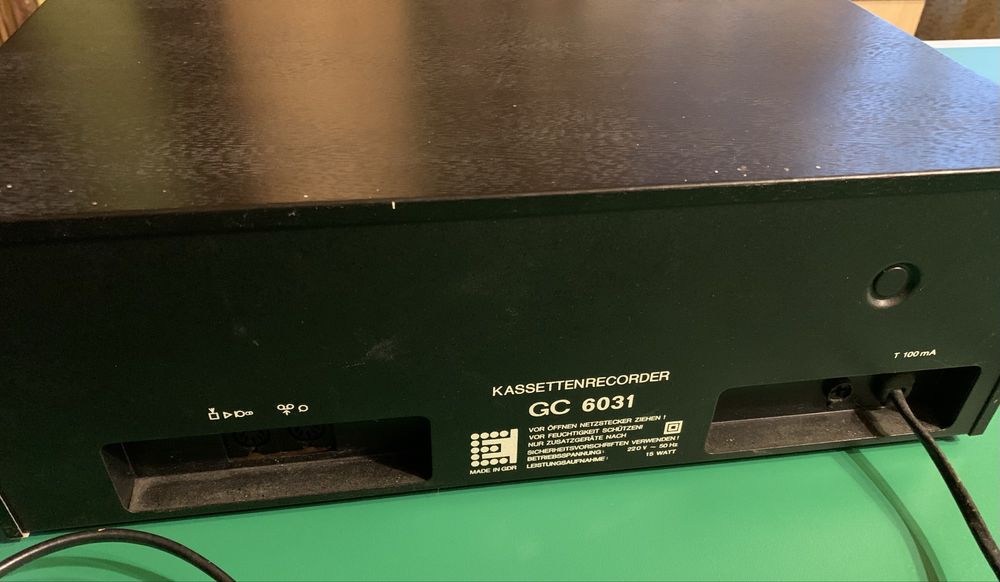 T 100 mA
KASSETTENRECORDER
GC 6031
VOR ÖFFNEN NETZSTECKER ZIEHEN !
VOR FEUCHTIGKEIT SCHÜTZEN!
NUR ZUSATZGERÄTE NACH
SICHERHEITSVORSCHRIFTEN VERWENDEN !
BETRIEBSSPANNUNG: 220 V ~ 50 Hz
LEISTUNGSAUFNAHME: 15 WATT
MADE IN GDR